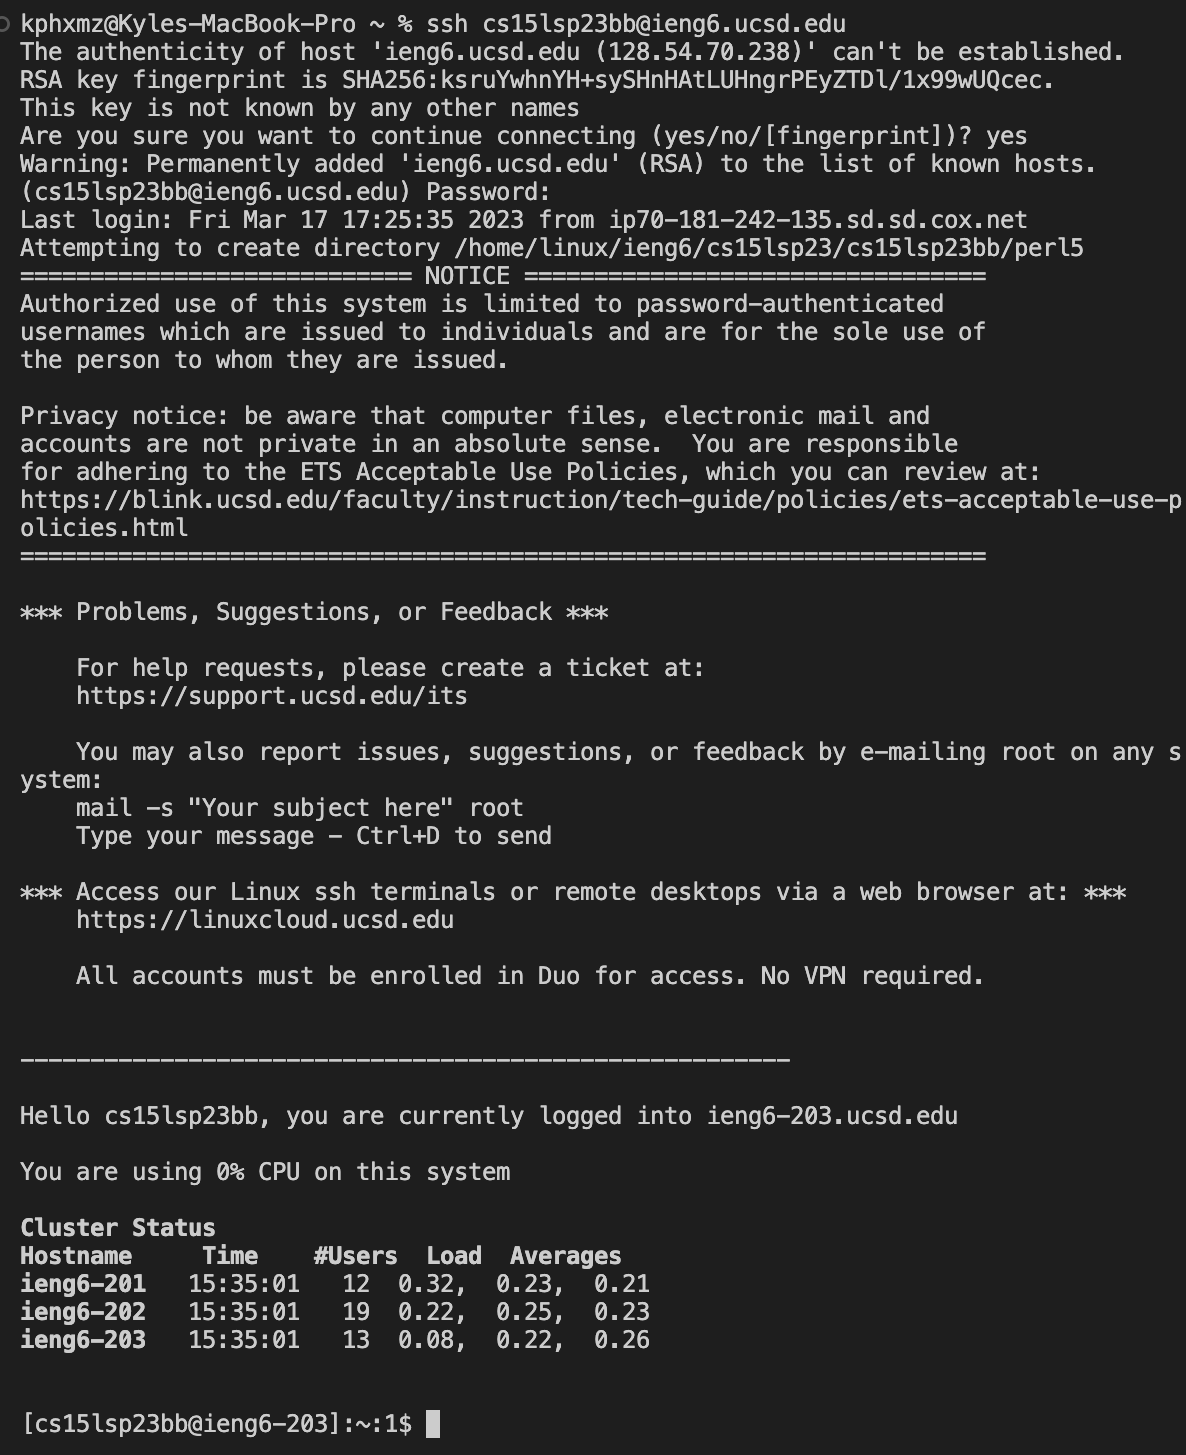 kphxmz@Kyles-MacBook-Pro ~ % ssh cs15lsp23bb@ieng6.ucsd.edu
The authenticity of host 'ieng6.ucsd.edu (128.54.70.238)' can't be established.
RSA key fingerprint is SHA256:ksruYwhnYH+sySHnHAtLUHngrPEyZTDl/1x99wUQcec.
This key is not known by any other names
Are you sure you want to continue connecting (yes/no/[fingerprint])? yes
Warning: Permanently added 'ieng6.ucsd.edu' (RSA) to the list of known hosts.
(cs15lsp23bb@ieng6.ucsd.edu) Password:
Last login: Fri Mar 17 17:25:35 2023 from ip70-181-242-135.sd.sd.cox.net
Attempting to create directory /home/linux/ieng6/cs15lsp23/cs15lsp23bb/perl5
============================ NOTICE =================================
Authorized use of this system is limited to password-authenticated
usernames which are issued to individuals and are for the sole use of
the person to whom they are issued.

Privacy notice: be aware that computer files, electronic mail and
accounts are not private in an absolute sense.  You are responsible
for adhering to the ETS Acceptable Use Policies, which you can review at:
https://blink.ucsd.edu/faculty/instruction/tech-guide/policies/ets-acceptable-use-p
olicies.html
=====================================================================

*** Problems, Suggestions, or Feedback ***

    For help requests, please create a ticket at:
    https://support.ucsd.edu/its

    You may also report issues, suggestions, or feedback by e-mailing root on any s
ystem:
    mail -s "Your subject here" root
    Type your message - Ctrl+D to send

*** Access our Linux ssh terminals or remote desktops via a web browser at: ***
    https://linuxcloud.ucsd.edu

    All accounts must be enrolled in Duo for access. No VPN required.

-------------------------------------------------------

Hello cs15lsp23bb, you are currently logged into ieng6-203.ucsd.edu

You are using 0% CPU on this system

Cluster Status
Hostname     Time    #Users  Load  Averages
ieng6-201   15:35:01   12  0.32,  0.23,  0.21
ieng6-202   15:35:01   19  0.22,  0.25,  0.23
ieng6-203   15:35:01   13  0.08,  0.22,  0.26

[cs15lsp23bb@ieng6-203]:~:1$